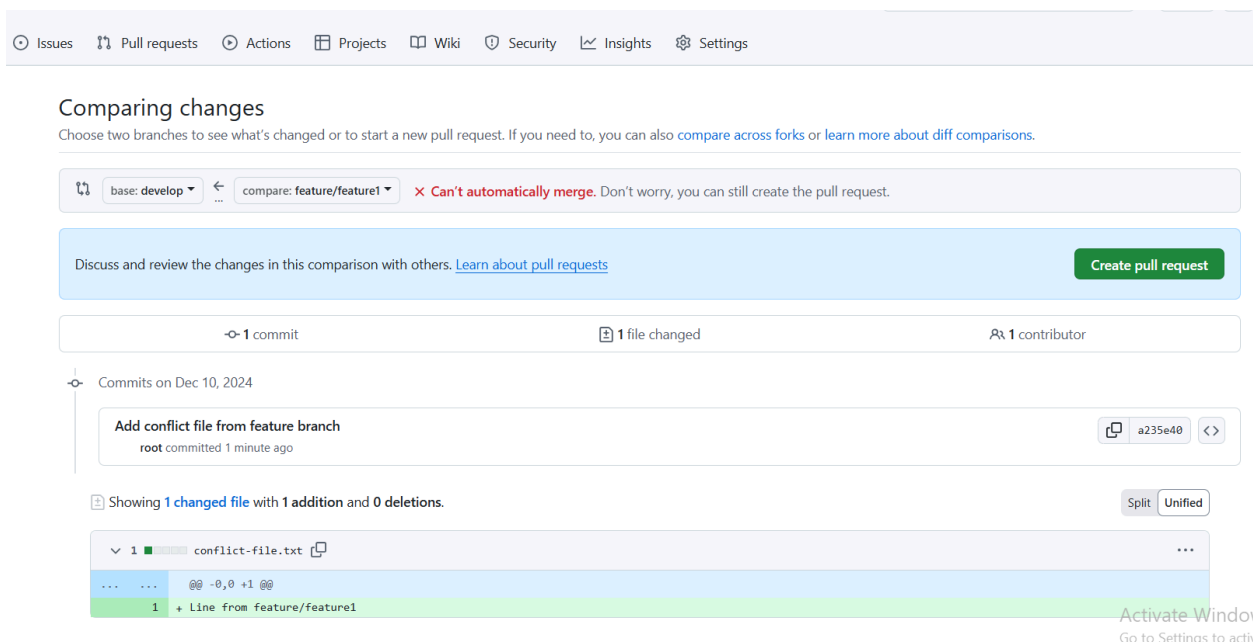 Issues Pull requests Actions Projects Wiki Security Insights Settings
Comparing changes
Choose two branches to see what's changed or to start a new pull request. If you need to, you can also compare across forks or learn more about diff comparisons.
base: develop compare: feature/feature1 Can't automatically merge. Don't worry, you can still create the pull request.
...
Discuss and review the changes in this comparison with others. Learn about pull requests Create pull request
1 commit 1 file changed 1 contributor
Commits on Dec 10, 2024
Add conflict file from feature branch
a235e40
root committed 1 minute ago
Showing 1 changed file with 1 addition and 0 deletions. Split Unified
1 conflict-file.txt ...
... ... @@ -0,0 +1 @@
1 + Line from feature/feature1
Activate Window
Go to Settings to activ